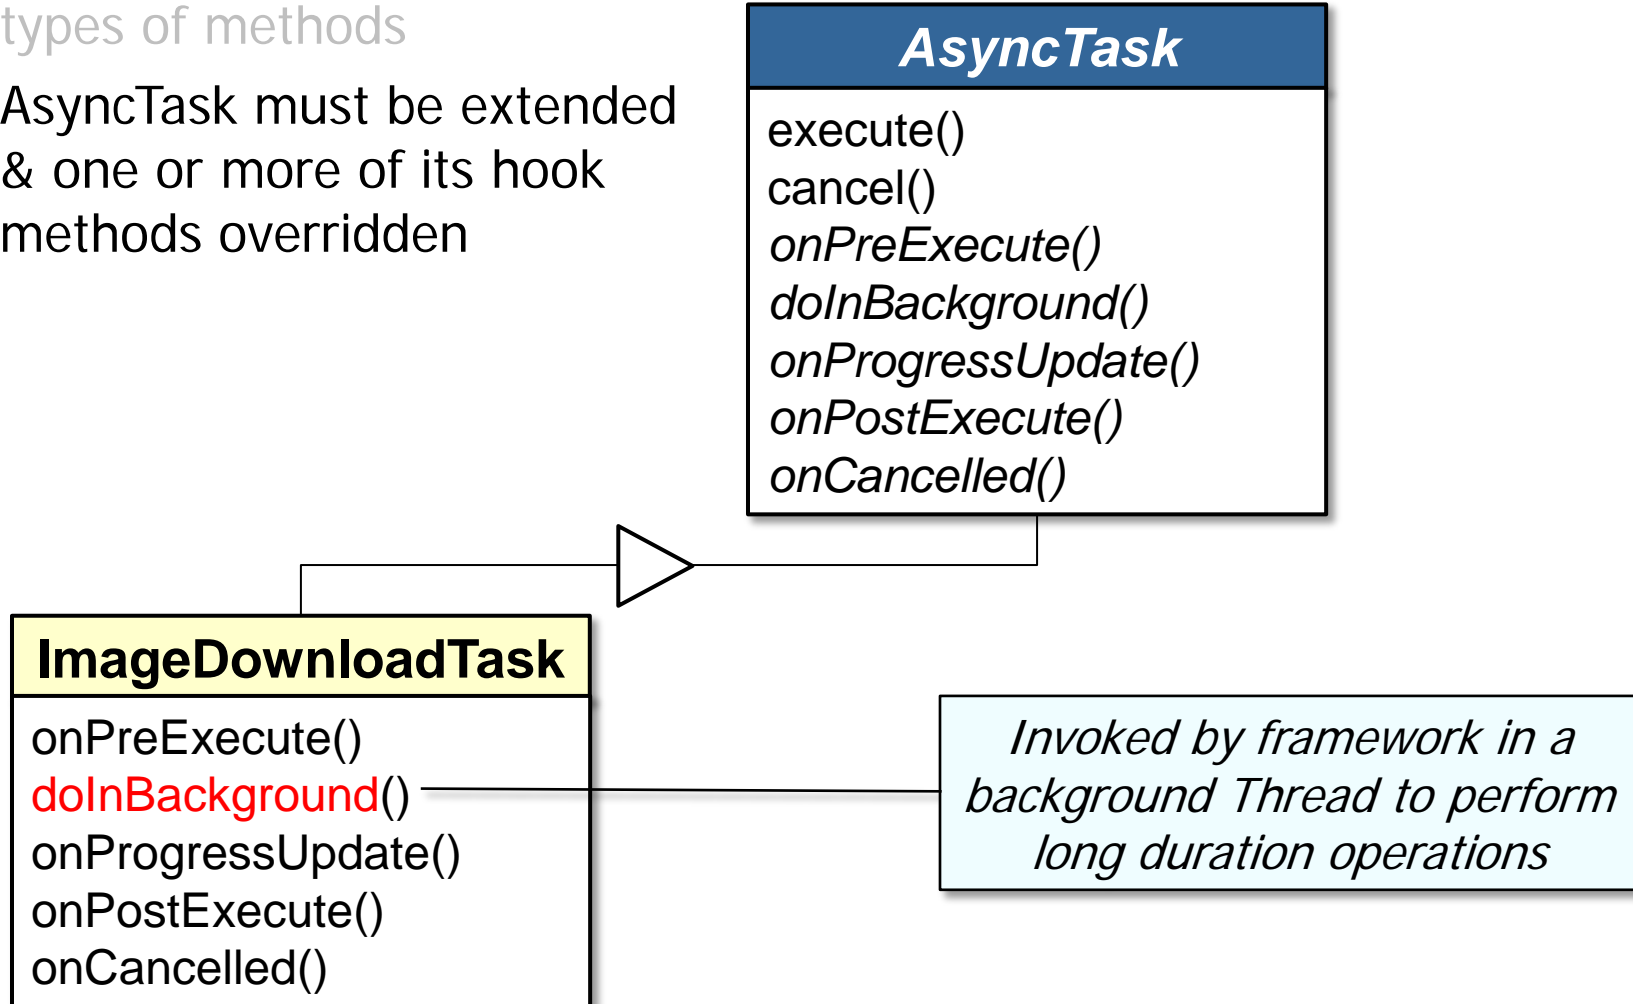 types of methods
AsyncTask must be extended
& one or more of its hook
methods overridden
AsyncTask
execute()
cancel()
onPreExecute()
doInBackground()
onProgressUpdate()
onPostExecute()
onCancelled()
ImageDownloadTask
onPreExecute()
doInBackground()
onProgressUpdate()
onPostExecute()
onCancelled()
Invoked by framework in a
background Thread to perform
long duration operations